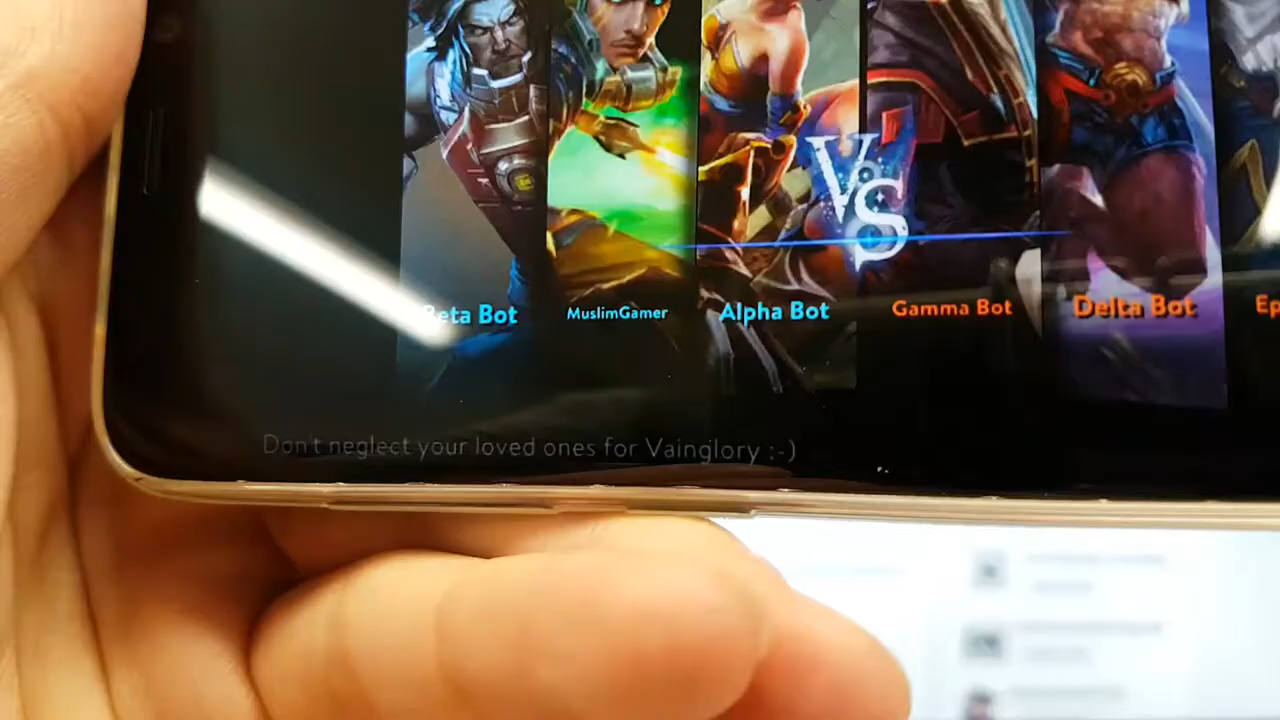 VS
Beta Bot
MuslimGamer
Alpha Bot
Gamma Bot
Delta Bot
Don't neglect your loved ones for Vainglory :-)